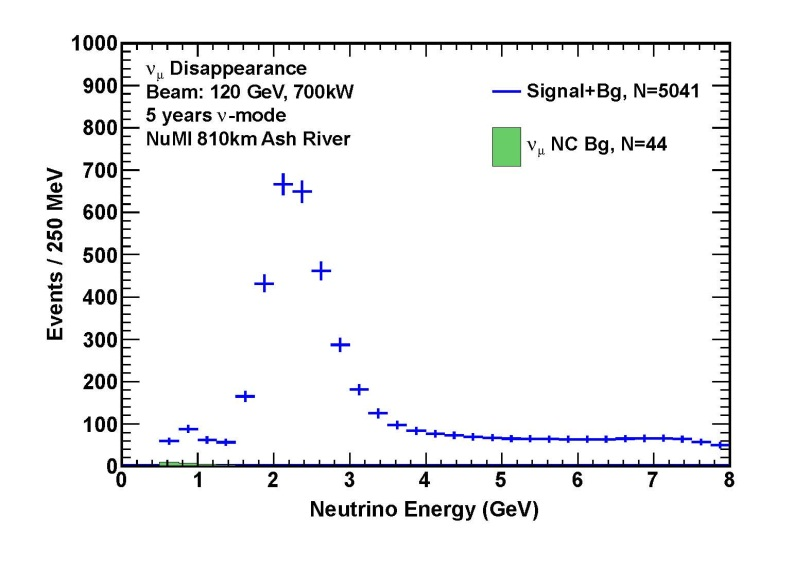 1000
900
800
700
600
500
400
300
200
100
0
Events / 250 MeV
νμ Disappearance
Beam: 120 GeV, 700kW
5 years ν-mode
NuMI 810km Ash River
Signal+Bg, N=5041
νμ NC Bg, N=44
0 1 2 3 4 5 6 7 8
Neutrino Energy (GeV)